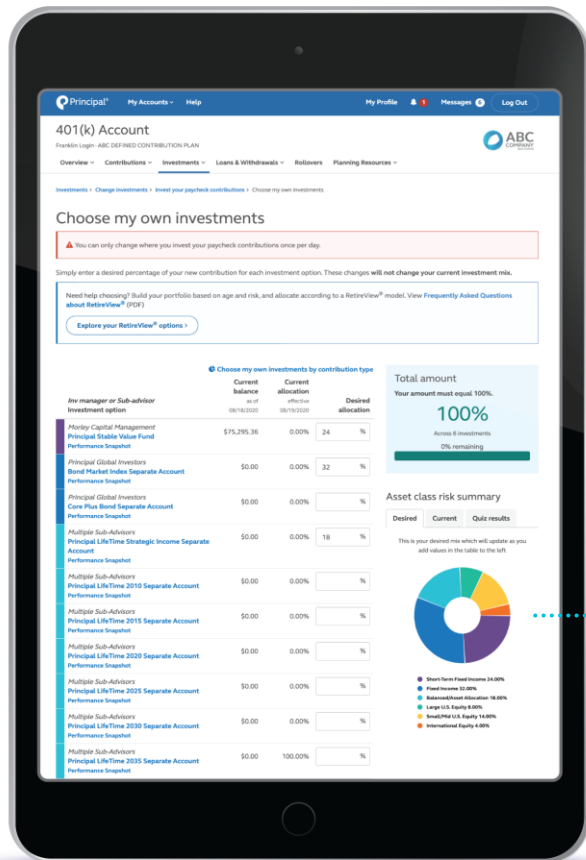 Principal® My Accounts Help My Profile 1 Messages 6 Log Out
401(k) Account
Franklin Login - ABC DEFINED CONTRIBUTION PLAN
ABC
COMPANY
Overview Contributions Investments Loans & Withdrawals Rollovers Planning Resources
Investments > Change investments > Invest your paycheck contributions > Choose my own investments
Choose my own investments
You can only change where you invest your paycheck contributions once per day.
Simply enter a desired percentage of your new contribution for each investment option. These changes will not change your current investment mix.
Need help choosing? Build your portfolio based on age and risk, and allocate according to a RetireView® model. View Frequently Asked Questions
about RetireView® (PDF)
Explore your RetireView® options >
Choose my own investments by contribution type
Inv manager or Sub-advisor
Investment option
Current
balance
as of
08/18/2020
Current
allocation
effective
08/19/2020
Desired
allocation
Morley Capital Management
Principal Stable Value Fund
Performance Snapshot
$75,295.36 0.00% 24 %
Principal Global Investors
Bond Market Index Separate Account
Performance Snapshot
$0.00 0.00% 32 %
Principal Global Investors
Core Plus Bond Separate Account
Performance Snapshot
$0.00 0.00% %
Multiple Sub-Advisors
Principal LifeTime Strategic Income Separate
Account
Performance Snapshot
$0.00 0.00% 18 %
Multiple Sub-Advisors
Principal LifeTime 2010 Separate Account
Performance Snapshot
$0.00 0.00% %
Multiple Sub-Advisors
Principal LifeTime 2015 Separate Account
Performance Snapshot
$0.00 0.00% %
Multiple Sub-Advisors
Principal LifeTime 2020 Separate Account
Performance Snapshot
$0.00 0.00% %
Multiple Sub-Advisors
Principal LifeTime 2025 Separate Account
Performance Snapshot
$0.00 0.00% %
Multiple Sub-Advisors
Principal LifeTime 2030 Separate Account
Performance Snapshot
$0.00 0.00% %
Multiple Sub-Advisors
Principal LifeTime 2035 Separate Account
Performance Snapshot
$0.00 100.00% %
Total amount
Your amount must equal 100%.
100%
Across 6 investments
0% remaining
Asset class risk summary
Desired Current Quiz results
This is your desired mix which will update as you
add values in the table to the left
Short-Term Fixed Income 24.00%
Fixed Income 32.00%
Balanced/Asset Allocation 18.00%
Large U.S. Equity 8.00%
Small/Mid U.S. Equity 14.00%
International Equity 4.00%